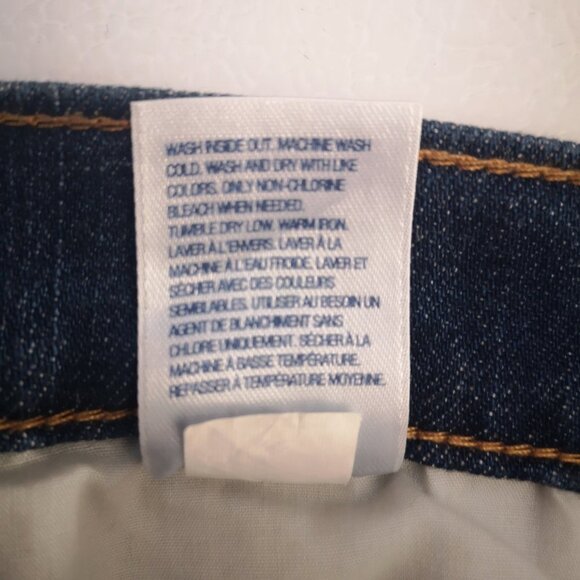 WASH INSIDE OUT. MACHINE WASH
COLD. WASH AND DRY WITH LIKE
COLORS. ONLY NON-CHLORINE
BLEACH WHEN NEEDED.
TUMBLE DRY LOW. WARM IRON.
LAVER À L'ENVERS. LAVER À LA
MACHINE À L'EAU FROIDE. LAVER ET
SÉCHER AVEC DES COULEURS
SEMBLABLES. UTILISER AU BESOIN UN
AGENT DE BLANCHIMENT SANS
CHLORE UNIQUEMENT. SÉCHER À LA
MACHINE À BASSE TEMPÉRATURE.
REPASSER À TEMPÉRATURE MOYENNE.